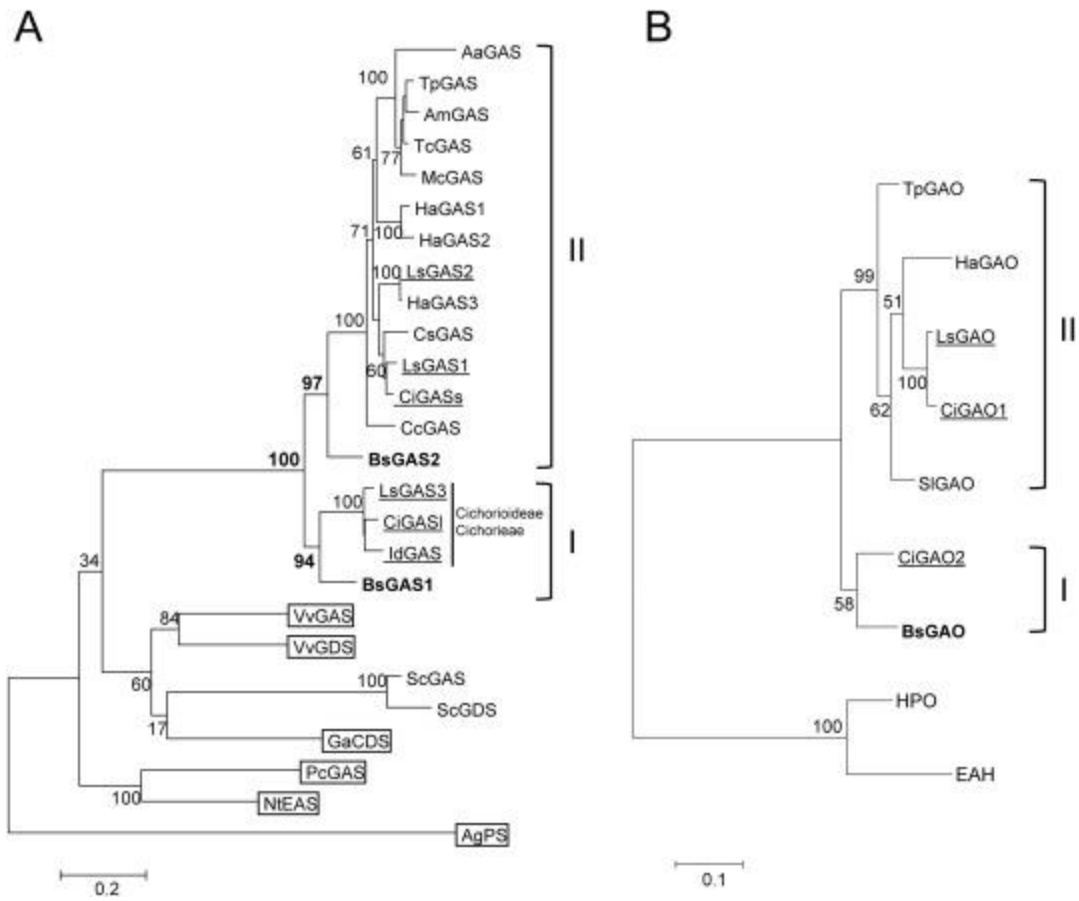 A
AaGAS
100
TpGAS
AmGAS
TcGAS
77
McGAS
61
HaGAS1
100
HaGAS2
71
100
LsGAS2
HaGAS3
100
CsGAS
LsGAS1
60
CiGASs
CcGAS
97
BsGAS2
II
100
LsGAS3
100
CiGASl
IdGAS
Cichorioideae
Cichorieae
94
BsGAS1
I
34
84
VvGAS
VvGDS
60
100
ScGAS
ScGDS
17
GaCDS
PcGAS
100
NtEAS
AgPS
0.2
B
TpGAO
99
HaGAO
51
LsGAO
100
CiGAO1
62
SlGAO
II
CiGAO2
58
BsGAO
I
HPO
100
EAH
0.1